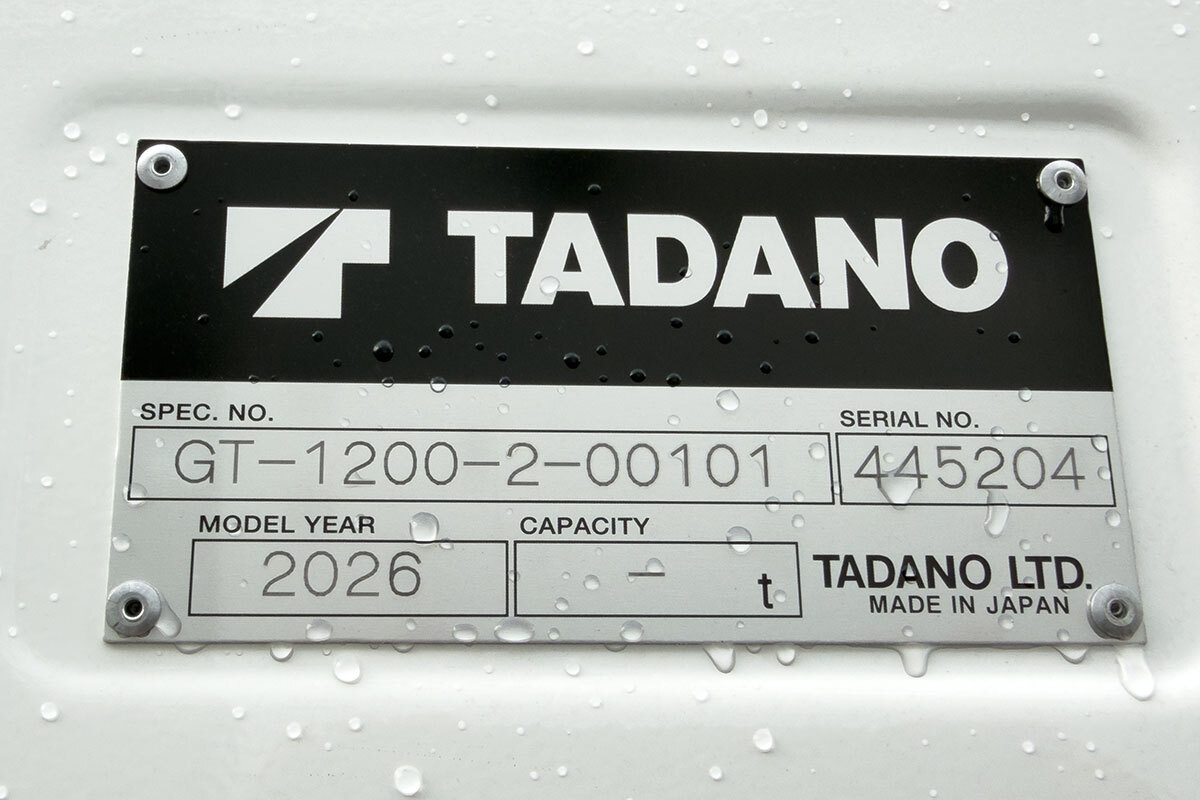 TADANO
SPEC. NO.
GT-1200-2-00101
SERIAL NO.
445204
MODEL YEAR
2026
CAPACITY
– t
TADANO LTD.
MADE IN JAPAN